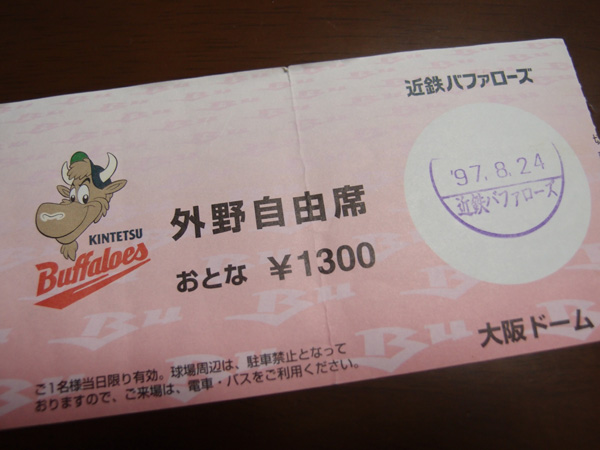 近鉄バファローズ
'97.8.24
近鉄バファローズ
KINTETSU
Buffaloes
外野自由席
おとな ¥1300
大阪ドーム
ご1名様当日限り有効。球場周辺は、駐車禁止となって
おりますので、ご来場は、電車・バスをご利用ください。
Bu